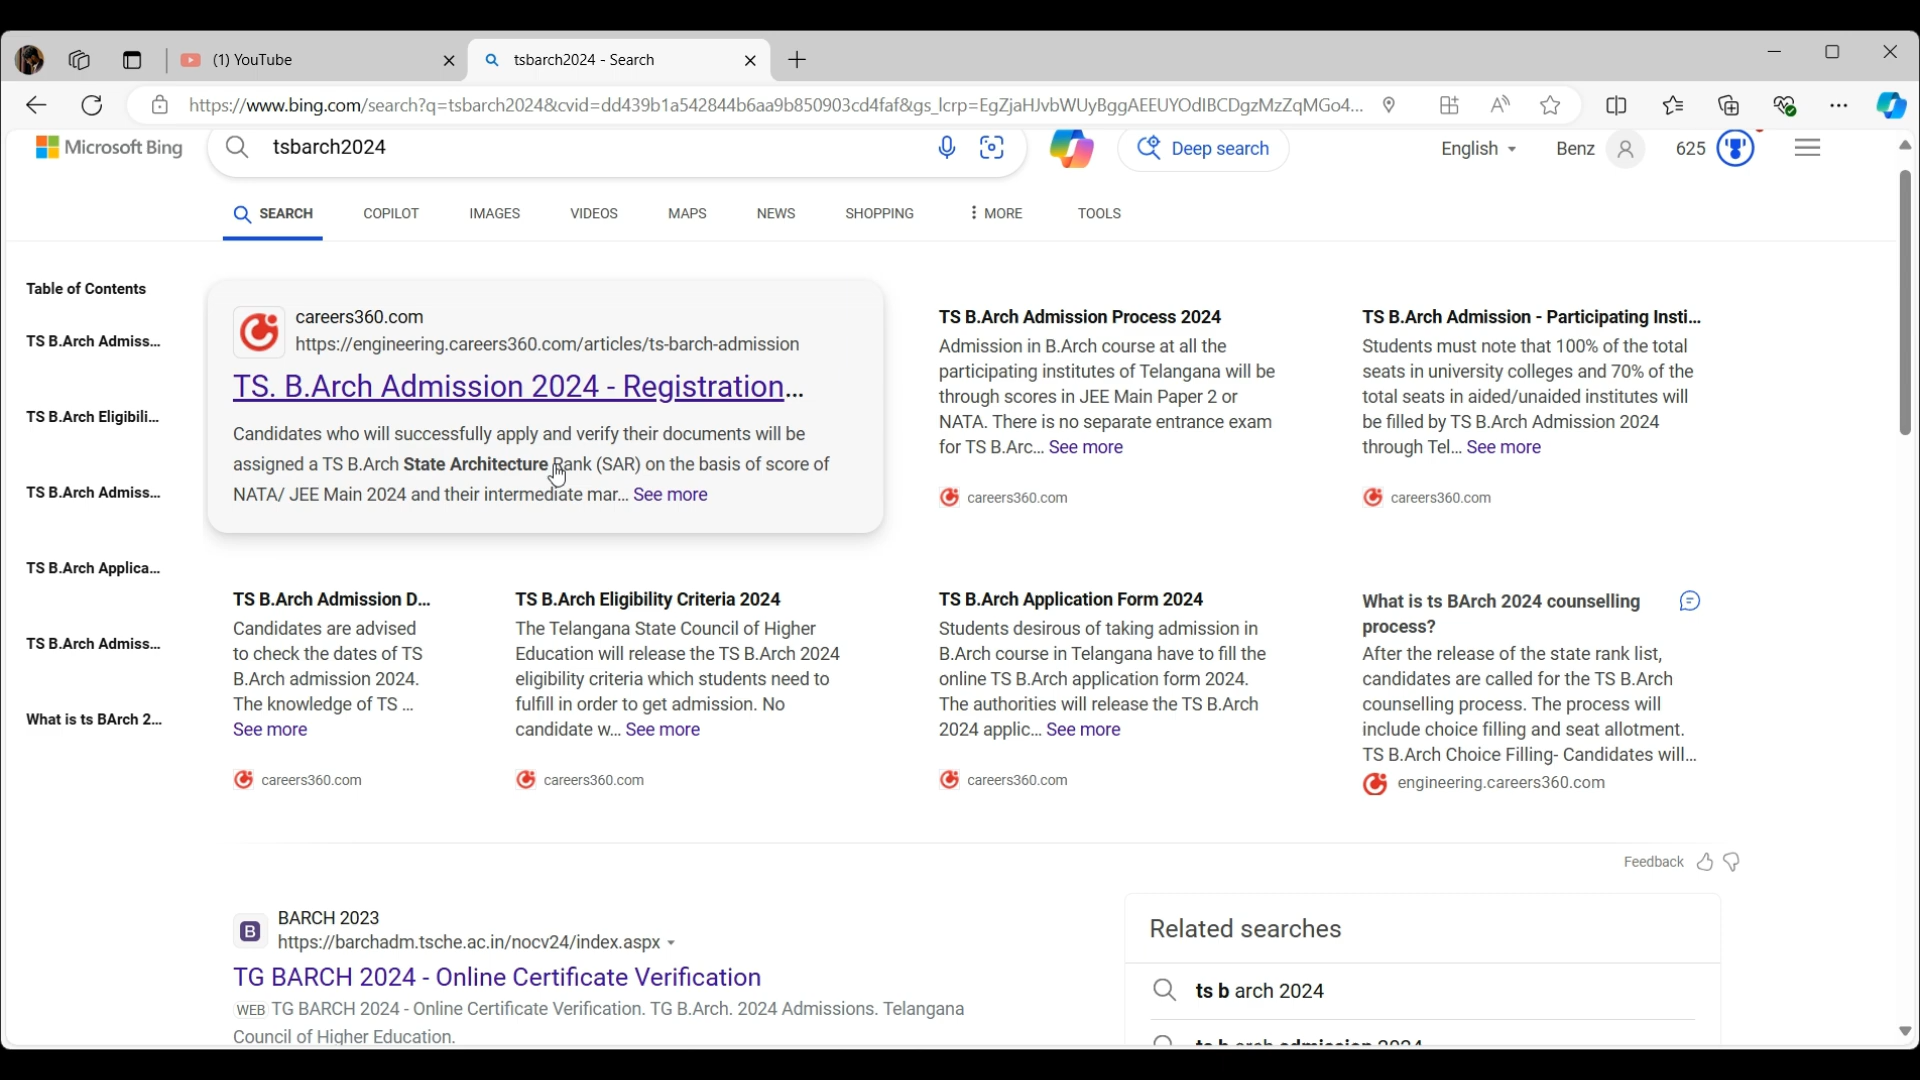 (1) YouTube
tsbarch2024 - Search
https://www.bing.com/search?q=tsbarch2024&cvid=dd439b1a542844b6aa9b850903cd4faf&gs_lcrp=EgZjaHJvbWUyBggAEEUYOdIBCDgzMzZqMGo4...
Microsoft Bing
tsbarch2024
Deep search
English
Benz
625
SEARCH
COPILOT
IMAGES
VIDEOS
MAPS
NEWS
SHOPPING
MORE
TOOLS
Table of Contents
TS B.Arch Admiss...
TS B.Arch Eligibili...
TS B.Arch Admiss...
TS B.Arch Applica...
TS B.Arch Admiss...
What is ts BArch 2...
careers360.com
https://engineering.careers360.com/articles/ts-barch-admission
TS. B.Arch Admission 2024 - Registration...
Candidates who will successfully apply and verify their documents will be
assigned a TS B.Arch State Architecture Rank (SAR) on the basis of score of
NATA/ JEE Main 2024 and their intermediate mar... See more
TS B.Arch Admission Process 2024
Admission in B.Arch course at all the
participating institutes of Telangana will be
through scores in JEE Main Paper 2 or
NATA. There is no separate entrance exam
for TS B.Arc... See more
careers360.com
TS B.Arch Admission - Participating Insti...
Students must note that 100% of the total
seats in university colleges and 70% of the
total seats in aided/unaided institutes will
be filled by TS B.Arch Admission 2024
through Tel... See more
careers360.com
TS B.Arch Admission D...
Candidates are advised
to check the dates of TS
B.Arch admission 2024.
The knowledge of TS ...
See more
careers360.com
TS B.Arch Eligibility Criteria 2024
The Telangana State Council of Higher
Education will release the TS B.Arch 2024
eligibility criteria which students need to
fulfill in order to get admission. No
candidate w... See more
careers360.com
TS B.Arch Application Form 2024
Students desirous of taking admission in
B.Arch course in Telangana have to fill the
online TS B.Arch application form 2024.
The authorities will release the TS B.Arch
2024 applic... See more
careers360.com
What is ts BArch 2024 counselling
process?
After the release of the state rank list,
candidates are called for the TS B.Arch
counselling process. The process will
include choice filling and seat allotment.
TS B.Arch Choice Filling- Candidates will...
engineering.careers360.com
Feedback
B
BARCH 2023
https://barchadm.tsche.ac.in/nocv24/index.aspx
TG BARCH 2024 - Online Certificate Verification
WEB TG BARCH 2024 - Online Certificate Verification. TG B.Arch. 2024 Admissions. Telangana
Council of Higher Education.
Related searches
ts b arch 2024
ts b arch admission 2024